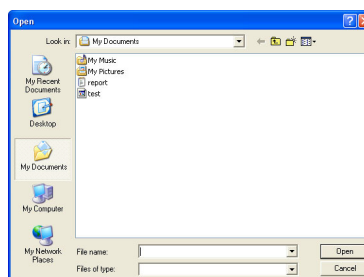 Open
Look in: My Documents
My Music
My Pictures
report
test
My Recent
Documents
Desktop
My Documents
My Computer
My Network
Places
File name:
Open
Files of type:
Cancel